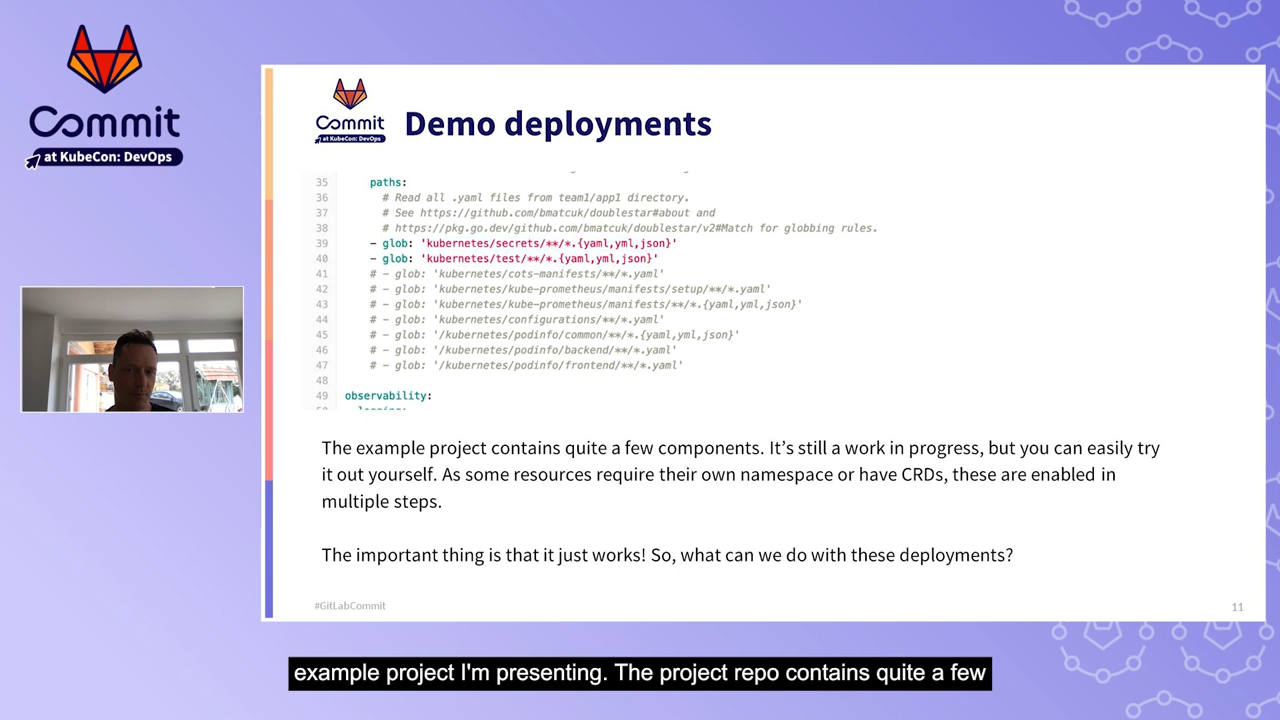 Commit
at KubeCon: DevOps
Commit
at KubeCon: DevOps
Demo deployments
35 paths:
36 # Read all .yaml files from team1/app1 directory.
37 # See https://github.com/bmatcuk/doublestar#about and
38 # https://pkg.go.dev/github.com/bmatcuk/doublestar/v2#Match for globbing rules.
39 - glob: 'kubernetes/secrets/**/*.{yaml,yml,json}'
40 - glob: 'kubernetes/test/**/*.{yaml,yml,json}'
41 # - glob: 'kubernetes/cots-manifests/**/*.yaml'
42 # - glob: 'kubernetes/kube-prometheus/manifests/setup/**/*.yaml'
43 # - glob: 'kubernetes/kube-prometheus/manifests/**/*.{yaml,yml,json}'
44 # - glob: 'kubernetes/configurations/**/*.yaml'
45 # - glob: '/kubernetes/podinfo/common/**/*.{yaml,yml,json}'
46 # - glob: '/kubernetes/podinfo/backend/**/*.yaml'
47 # - glob: '/kubernetes/podinfo/frontend/**/*.yaml'
48
49 observability:
The example project contains quite a few components. It's still a work in progress, but you can easily try
it out yourself. As some resources require their own namespace or have CRDs, these are enabled in
multiple steps.
The important thing is that it just works! So, what can we do with these deployments?
#GitLabCommit
11
example project I'm presenting. The project repo contains quite a few